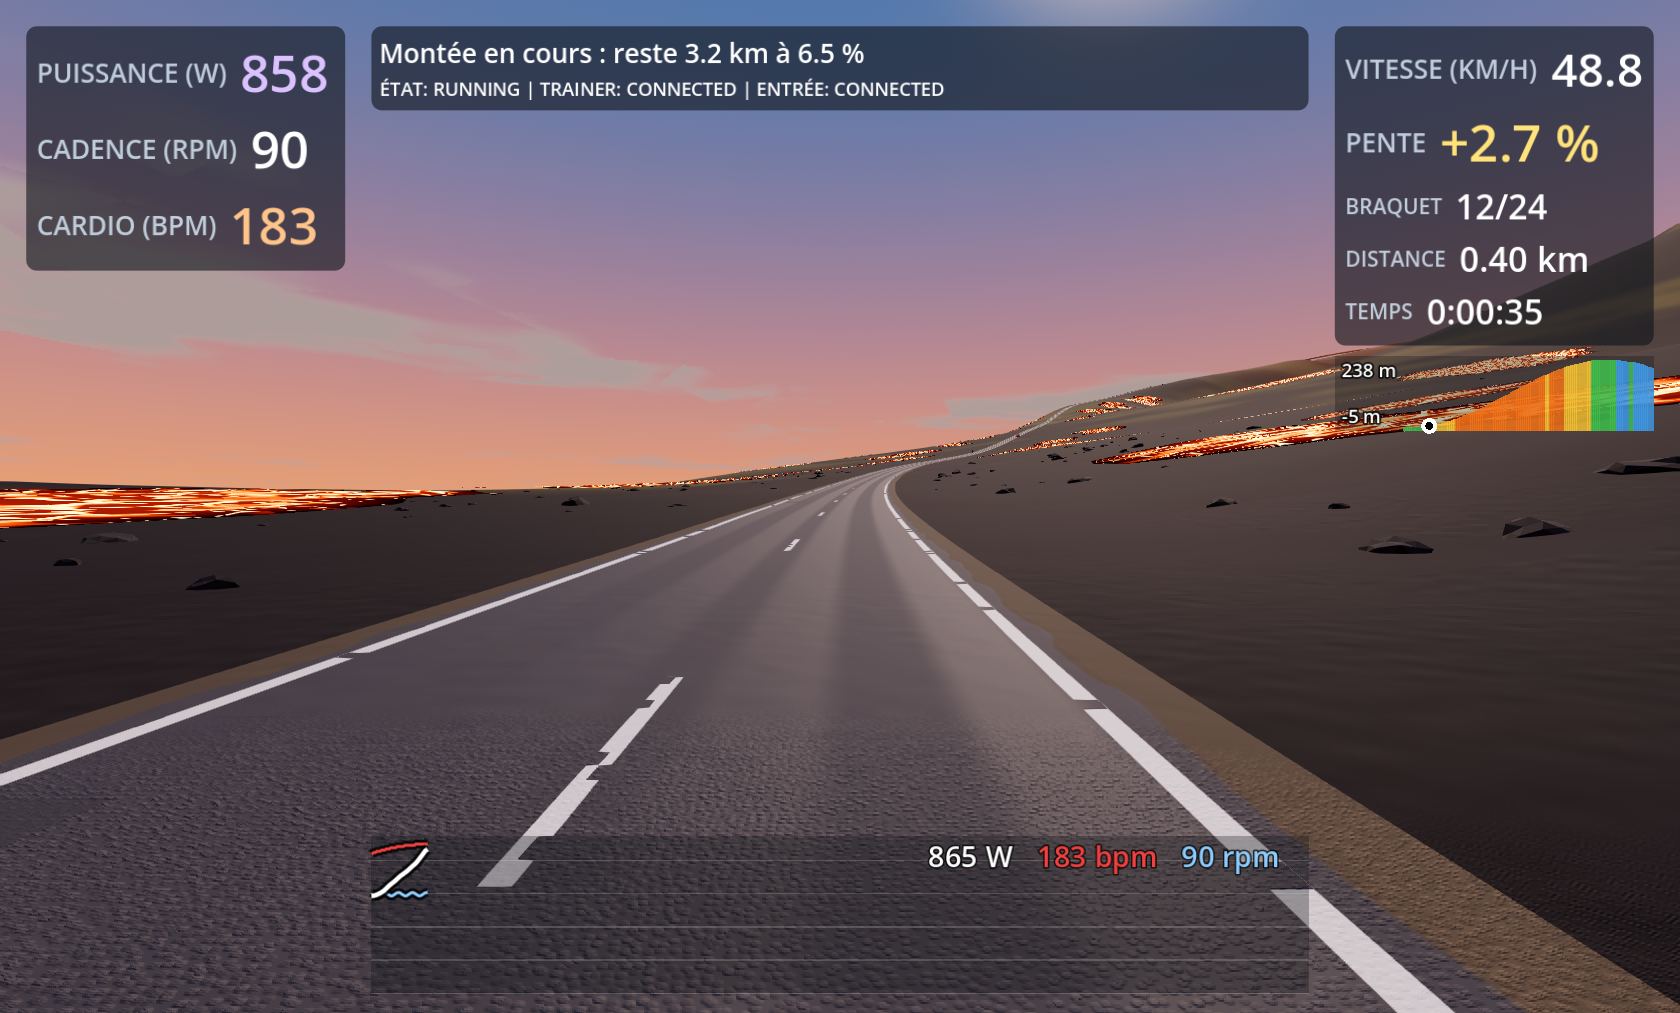 PUISSANCE (W) 858
CADENCE (RPM) 90
CARDIO (BPM) 183
Montée en cours : reste 3.2 km à 6.5 %
ÉTAT: RUNNING | TRAINER: CONNECTED | ENTRÉE: CONNECTED
VITESSE (KM/H) 48.8
PENTE +2.7 %
BRAQUET 12/24
DISTANCE 0.40 km
TEMPS 0:00:35
238 m
-5 m
865 W 183 bpm 90 rpm